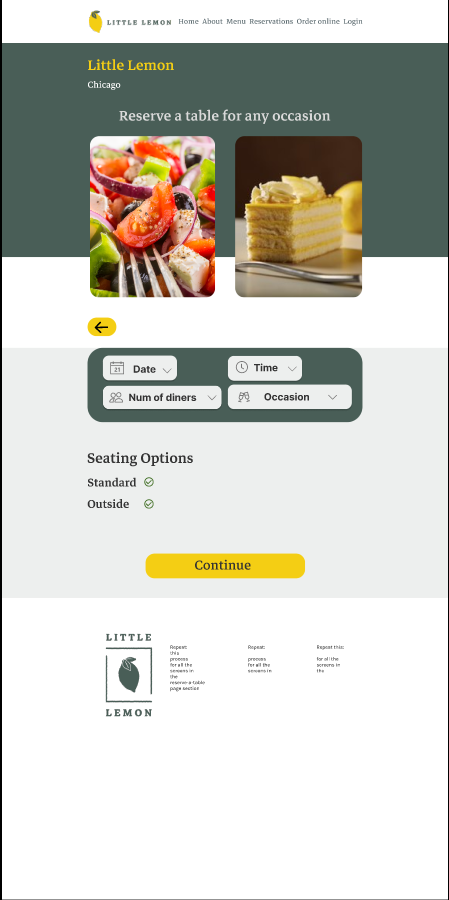 LITTLE LEMON Home About Menu Reservations Order online Login
Little Lemon
Chicago
Reserve a table for any occasion
21 Date Time
Num of diners Occasion
Seating Options
Standard
Outside
Continue
LITTLE
LEMON
Repeat:
this
process
for all the
screens in
the
reserve-a-table
page section
Repeat:
process
for all the
screens in
Repeat this:
for all the
screens in
the